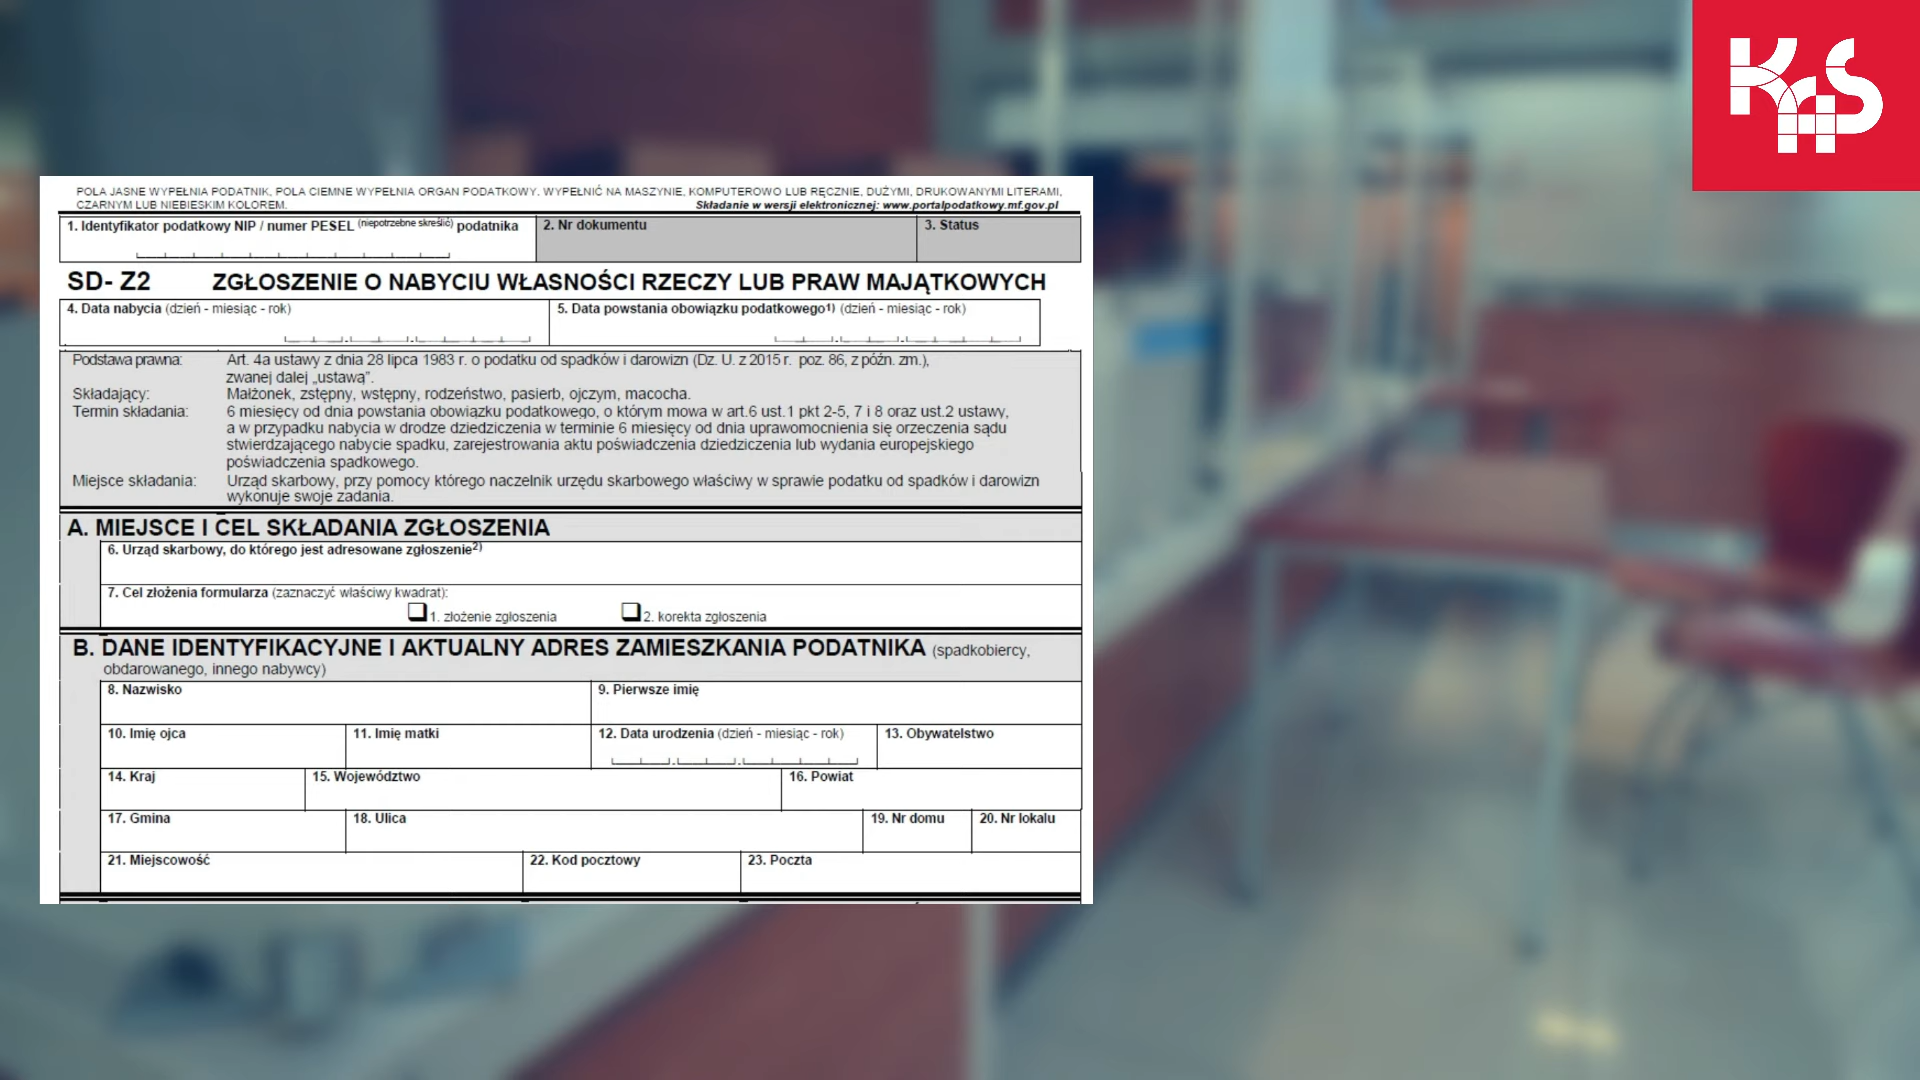 KRS
POLA JASNE WYPEŁNIA PODATNIK, POLA CIEMNE WYPEŁNIA ORGAN PODATKOWY. WYPEŁNIĆ NA MASZYNIE, KOMPUTEROWO LUB RĘCZNIE, DUŻYMI, DRUKOWANYMI LITERAMI,
CZARNYM LUB NIEBIESKIM KOLOREM. Składanie w wersji elektronicznej: www.portalpodatkowy.mf.gov.pl
1. Identyfikator podatkowy NIP / numer PESEL (niepotrzebne skreślić) podatnika 2. Nr dokumentu 3. Status
SD- Z2 ZGŁOSZENIE O NABYCIU WŁASNOŚCI RZECZY LUB PRAW MAJĄTKOWYCH
4. Data nabycia (dzień - miesiąc - rok) 5. Data powstania obowiązku podatkowego1) (dzień - miesiąc - rok)
Podstawa prawna: Art. 4a ustawy z dnia 28 lipca 1983 r. o podatku od spadków i darowizn (Dz. U. z 2015 r. poz. 86, z późn. zm.),
zwanej dalej „ustawą”.
Składający: Małżonek, zstępny, wstępny, rodzeństwo, pasierb, ojczym, macocha.
Termin składania: 6 miesięcy od dnia powstania obowiązku podatkowego, o którym mowa w art.6 ust.1 pkt 2-5, 7 i 8 oraz ust.2 ustawy,
a w przypadku nabycia w drodze dziedziczenia w terminie 6 miesięcy od dnia uprawomocnienia się orzeczenia sądu
stwierdzającego nabycie spadku, zarejestrowania aktu poświadczenia dziedziczenia lub wydania europejskiego
poświadczenia spadkowego.
Miejsce składania: Urząd skarbowy, przy pomocy którego naczelnik urzędu skarbowego właściwy w sprawie podatku od spadków i darowizn
wykonuje swoje zadania.
A. MIEJSCE I CEL SKŁADANIA ZGŁOSZENIA
6. Urząd skarbowy, do którego jest adresowane zgłoszenie2)
7. Cel złożenia formularza (zaznaczyć właściwy kwadrat):
1. złożenie zgłoszenia 2. korekta zgłoszenia
B. DANE IDENTYFIKACYJNE I AKTUALNY ADRES ZAMIESZKANIA PODATNIKA (spadkobiercy,
obdarowanego, innego nabywcy)
8. Nazwisko 9. Pierwsze imię
10. Imię ojca 11. Imię matki 12. Data urodzenia (dzień - miesiąc - rok) 13. Obywatelstwo
14. Kraj 15. Województwo 16. Powiat
17. Gmina 18. Ulica 19. Nr domu 20. Nr lokalu
21. Miejscowość 22. Kod pocztowy 23. Poczta